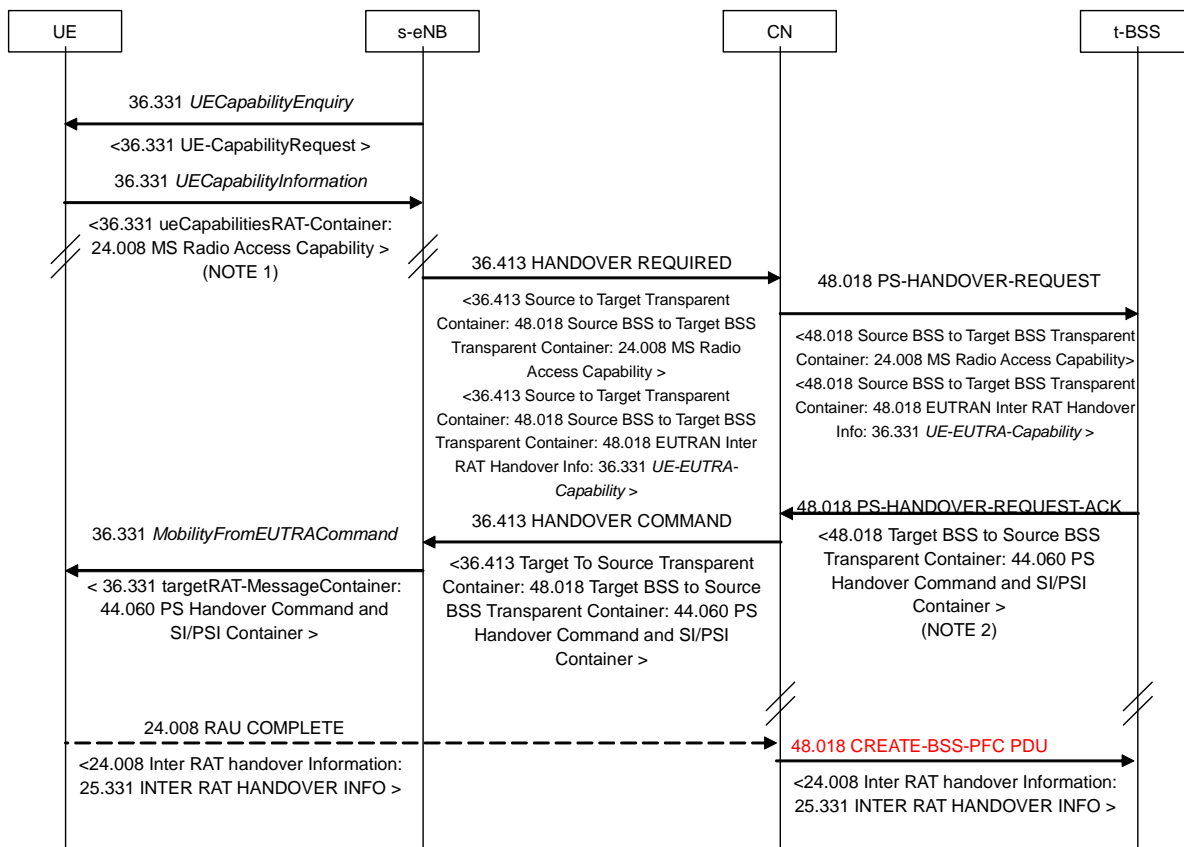 UE
s-eNB
CN
t-BSS
36.331 UECapabilityEnquiry
<36.331 UE-CapabilityRequest >
36.331 UECapabilityInformation
<36.331 ueCapabilitiesRAT-Container:
24.008 MS Radio Access Capability >
(NOTE 1)
36.413 HANDOVER REQUIRED
<36.413 Source to Target Transparent
Container: 48.018 Source BSS to Target BSS
Transparent Container: 24.008 MS Radio
Access Capability >
<36.413 Source to Target Transparent
Container: 48.018 Source BSS to Target BSS
Transparent Container: 48.018 EUTRAN Inter
RAT Handover Info: 36.331 UE-EUTRA-
Capability >
48.018 PS-HANDOVER-REQUEST
<48.018 Source BSS to Target BSS Transparent
Container: 24.008 MS Radio Access Capability>
<48.018 Source BSS to Target BSS Transparent
Container: 48.018 EUTRAN Inter RAT Handover
Info: 36.331 UE-EUTRA-Capability >
48.018 PS-HANDOVER-REQUEST-ACK
<48.018 Target BSS to Source BSS
Transparent Container: 44.060 PS
Handover Command and SI/PSI
Container >
(NOTE 2)
36.413 HANDOVER COMMAND
<36.413 Target To Source Transparent
Container: 48.018 Target BSS to Source
BSS Transparent Container: 44.060 PS
Handover Command and SI/PSI
Container >
36.331 MobilityFromEUTRACommand
< 36.331 targetRAT-MessageContainer:
44.060 PS Handover Command and
SI/PSI Container >
24.008 RAU COMPLETE
<24.008 Inter RAT handover Information:
25.331 INTER RAT HANDOVER INFO >
48.018 CREATE-BSS-PFC PDU
<24.008 Inter RAT handover Information:
25.331 INTER RAT HANDOVER INFO >